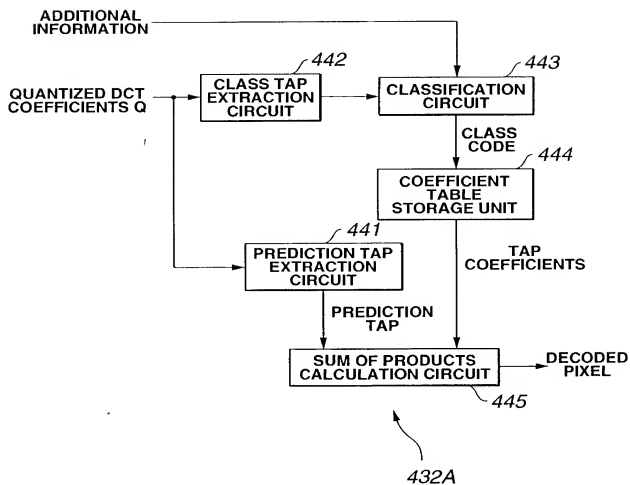 ADDITIONAL
INFORMATION
442
443
QUANTIZED DCT
COEFFICIENTS Q
CLASS TAP
EXTRACTION
CIRCUIT
CLASSIFICATION
CIRCUIT
CLASS
CODE
444
COEFFICIENT
TABLE
STORAGE UNIT
441
PREDICTION TAP
EXTRACTION
CIRCUIT
TAP
COEFFICIENTS
PREDICTION
TAP
SUM OF PRODUCTS
CALCULATION CIRCUIT
DECODED
PIXEL
445
432A